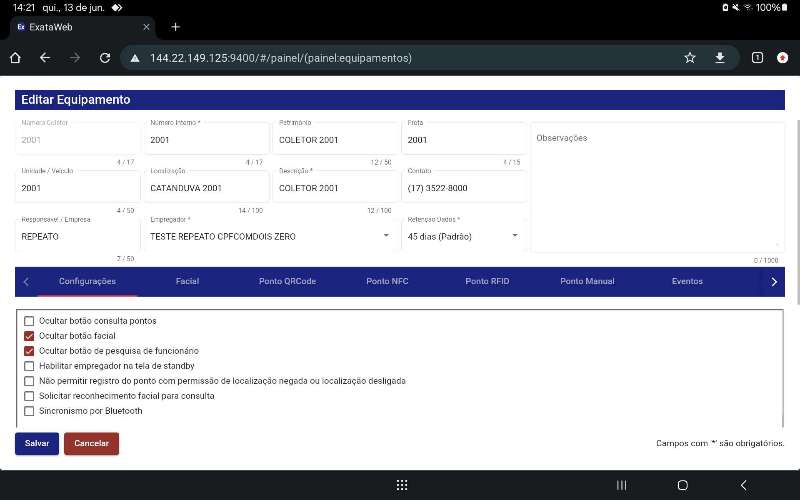 14:21 qui., 13 de jun.
100%
ExataWeb
144.22.149.125:9400/#/painel/(painel:equipamentos)
1
Editar Equipamento
Número Coletor
2001
4 / 17
Número Interno *
2001
4 / 17
Patrimônio
COLETOR 2001
12 / 50
Frota
2001
4 / 15
Observações
0 / 1000
Unidade / Veículo
2001
4 / 50
Localização
CATANDUVA 2001
14 / 100
Descrição *
COLETOR 2001
12 / 100
Contato
(17) 3522-8000
Responsável / Empresa
REPEATO
7 / 50
Empregador *
TESTE REPEATO CPFCOMDOIS ZERO
Retenção Dados *
45 dias (Padrão)
Configurações
Facial
Ponto QRCode
Ponto NFC
Ponto RFID
Ponto Manual
Eventos
Ocultar botão consulta pontos
Ocultar botão facial
Ocultar botão de pesquisa de funcionário
Habilitar empregador na tela de standby
Não permitir registro do ponto com permissão de localização negada ou localização desligada
Solicitar reconhecimento facial para consulta
Sincronismo por Bluetooth
Salvar
Cancelar
Campos com '*' são obrigatórios.